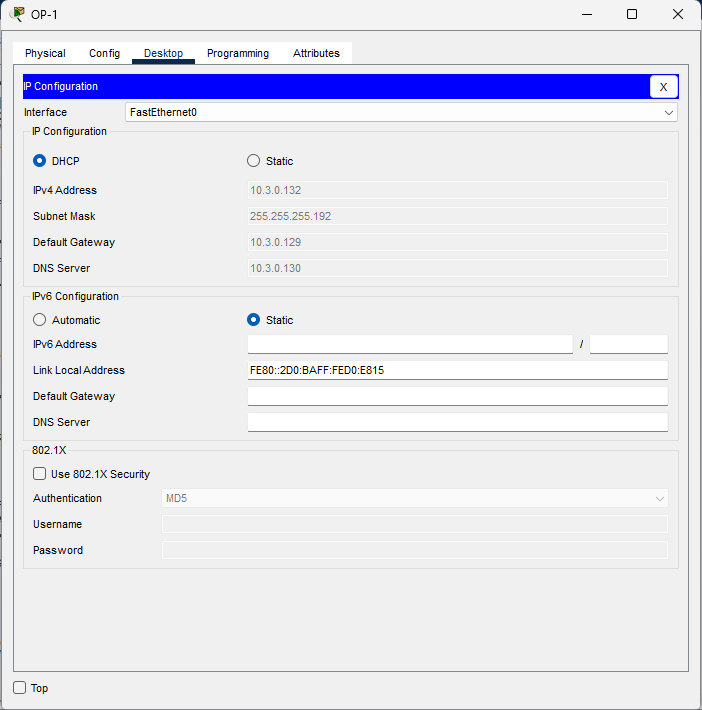 OP-1
Physical Config Desktop Programming Attributes
IP Configuration X
Interface FastEthernet0
IP Configuration
DHCP Static
IPv4 Address 10.3.0.132
Subnet Mask 255.255.255.192
Default Gateway 10.3.0.129
DNS Server 10.3.0.130
IPv6 Configuration
Automatic Static
IPv6 Address /
Link Local Address FE80::2D0:BAFF:FED0:E815
Default Gateway
DNS Server
802.1X
Use 802.1X Security
Authentication MD5
Username
Password
Top